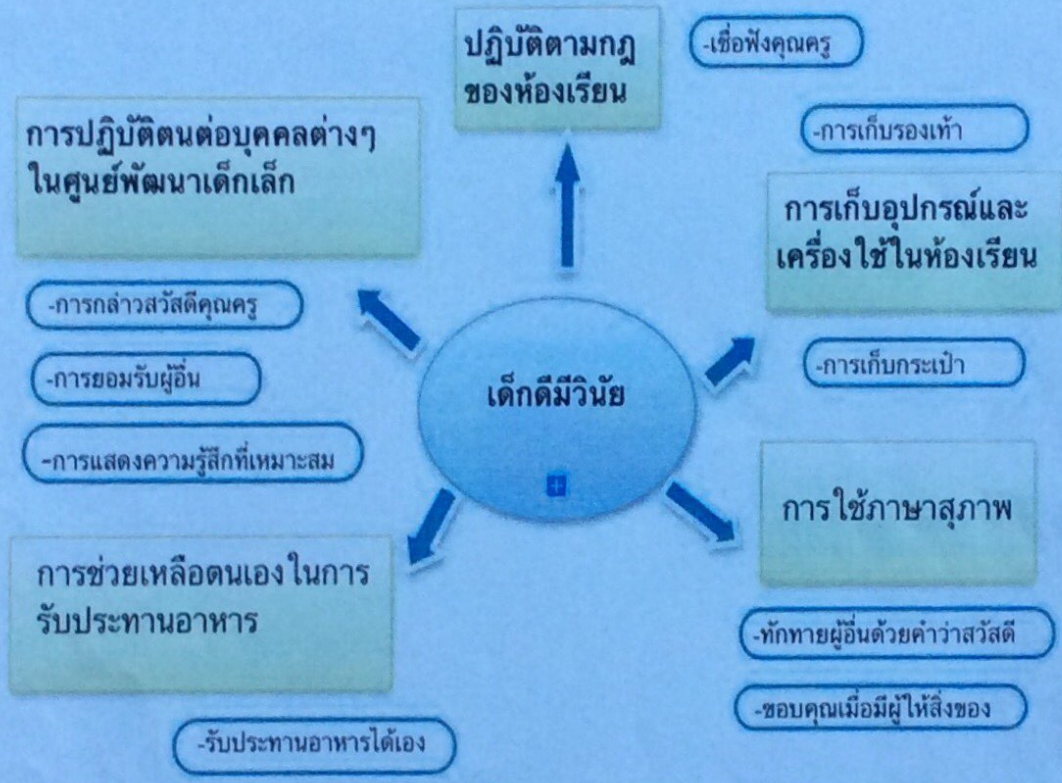 ปฏิบัติตามกฎ
ของห้องเรียน
-เชื่อฟังคุณครู
การปฏิบัติตนต่อบุคคลต่างๆ
ในศูนย์พัฒนาเด็กเล็ก
-การกล่าวสวัสดีคุณครู
-การยอมรับผู้อื่น
-การแสดงความรู้สึกที่เหมาะสม
-การเก็บรองเท้า
การเก็บอุปกรณ์และ
เครื่องใช้ในห้องเรียน
-การเก็บกระเป๋า
เด็กดีมีวินัย
การใช้ภาษาสุภาพ
-ทักทายผู้อื่นด้วยคำว่าสวัสดี
-ขอบคุณเมื่อมีผู้ให้สิ่งของ
การช่วยเหลือตนเองในการ
รับประทานอาหาร
-รับประทานอาหารได้เอง